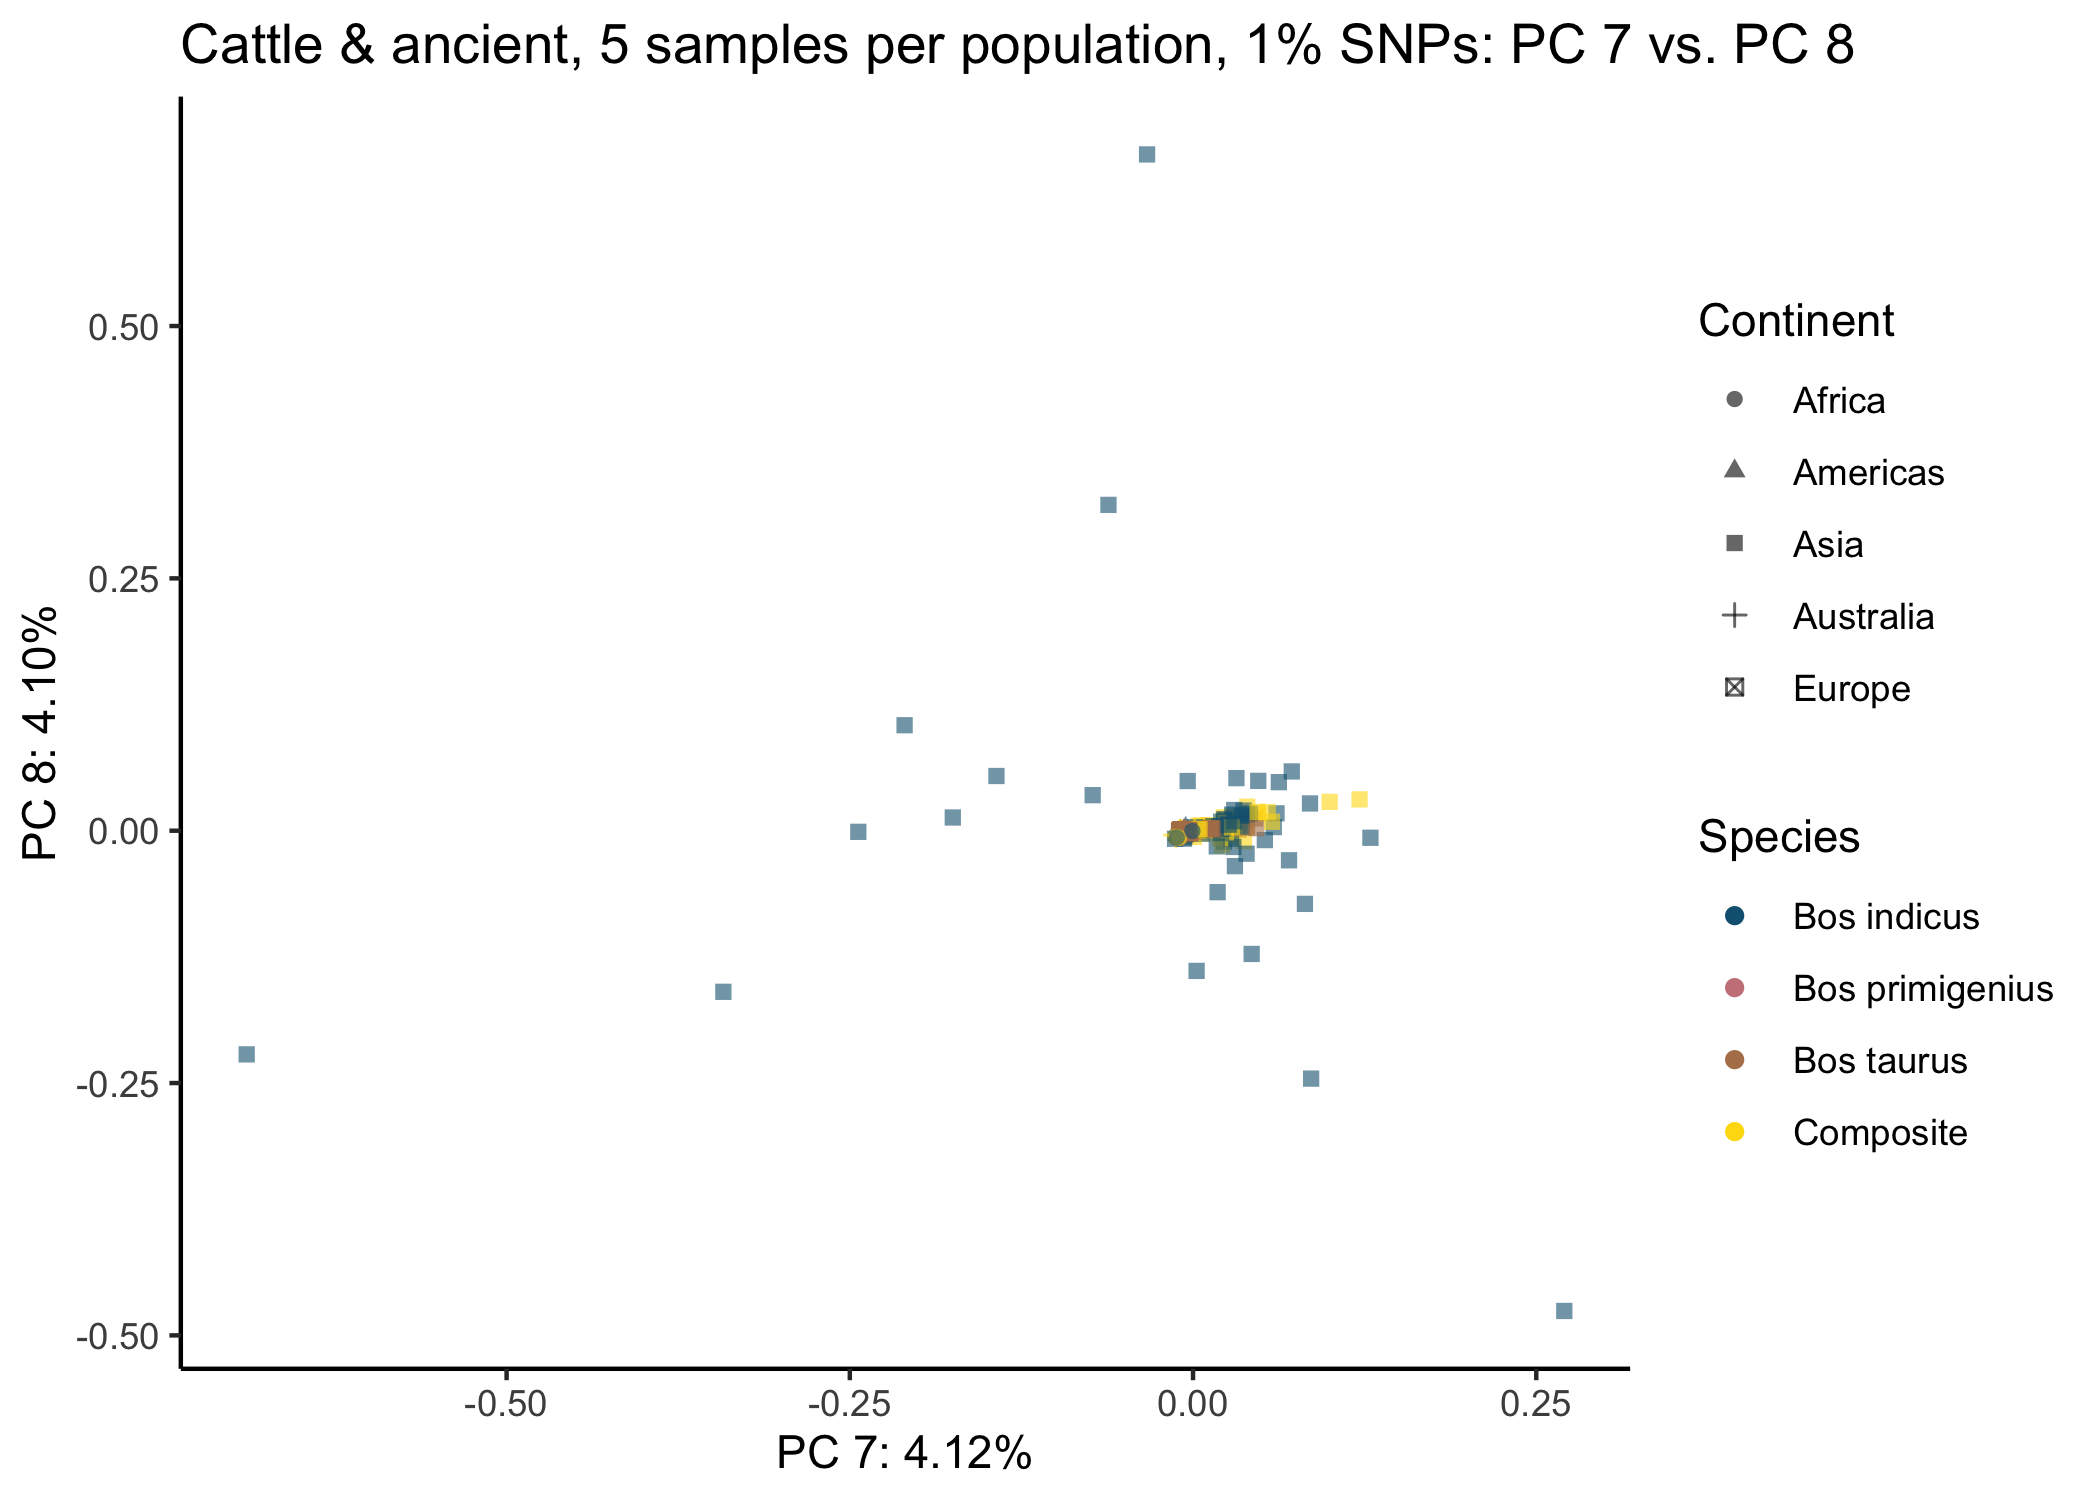 Cattle & ancient, 5 samples per population, 1% SNPs: PC 7 vs. PC 8
PC 8: 4.10%
0.50
0.25
0.00
-0.25
-0.50
-0.50
-0.25
0.00
0.25
PC 7: 4.12%
Continent
Africa
Americas
Asia
Australia
Europe
Species
Bos indicus
Bos primigenius
Bos taurus
Composite